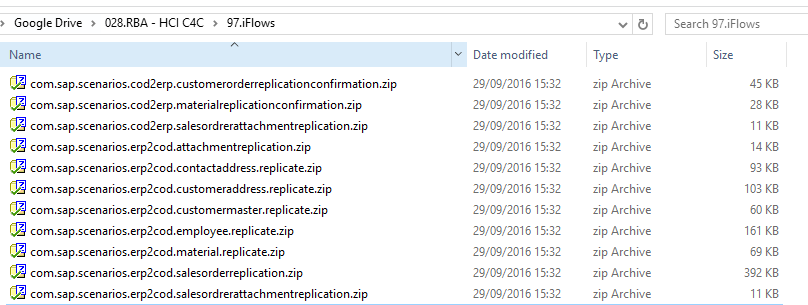 Google Drive › 028.RBA - HCI C4C › 97.iFlows Search 97.iFlows
Name Date modified Type Size
com.sap.scenarios.cod2erp.customerorderreplicationconfirmation.zip 29/09/2016 15:32 zip Archive 45 KB
com.sap.scenarios.cod2erp.materialreplicationconfirmation.zip 29/09/2016 15:32 zip Archive 28 KB
com.sap.scenarios.cod2erp.salesordrerattachmentreplication.zip 29/09/2016 15:32 zip Archive 11 KB
com.sap.scenarios.erp2cod.attachmentreplication.zip 29/09/2016 15:32 zip Archive 14 KB
com.sap.scenarios.erp2cod.contactaddress.replicate.zip 29/09/2016 15:32 zip Archive 93 KB
com.sap.scenarios.erp2cod.customeraddress.replicate.zip 29/09/2016 15:32 zip Archive 103 KB
com.sap.scenarios.erp2cod.customermaster.replicate.zip 29/09/2016 15:32 zip Archive 60 KB
com.sap.scenarios.erp2cod.employee.replicate.zip 29/09/2016 15:32 zip Archive 161 KB
com.sap.scenarios.erp2cod.material.replicate.zip 29/09/2016 15:32 zip Archive 69 KB
com.sap.scenarios.erp2cod.salesorderreplication.zip 29/09/2016 15:32 zip Archive 392 KB
com.sap.scenarios.erp2cod.salesordrerattachmentreplication.zip 29/09/2016 15:32 zip Archive 11 KB